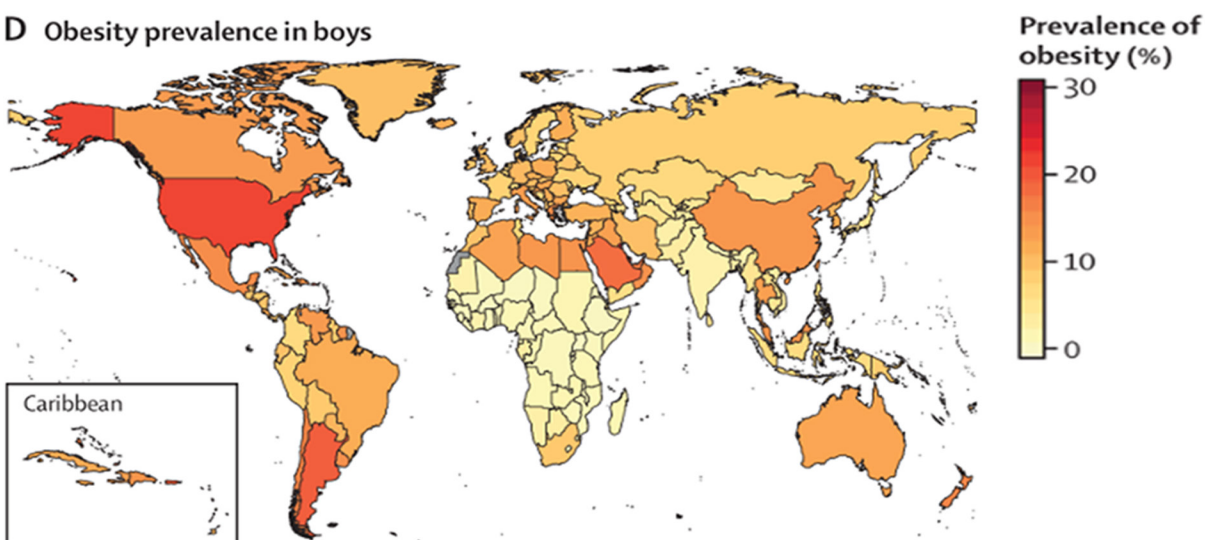 D Obesity prevalence in boys
Prevalence of
obesity (%)
30
20
10
0
Caribbean